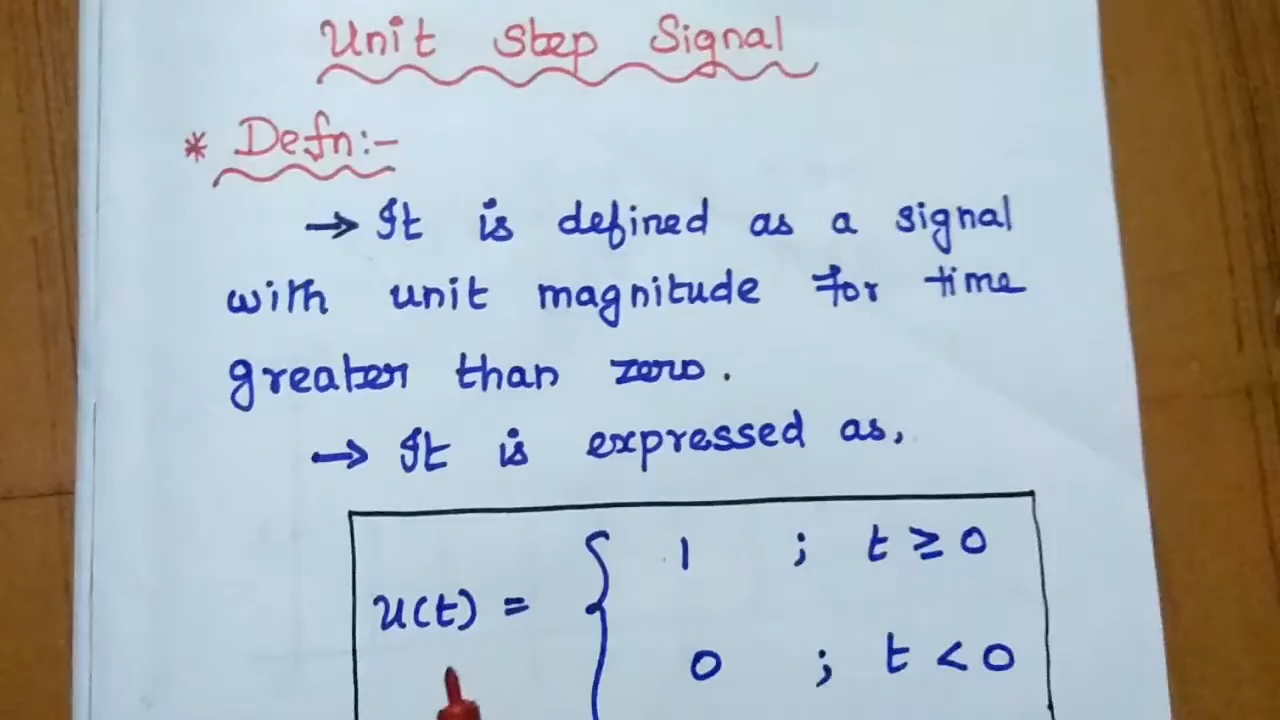 Unit Step Signal
* Defn:-
→ It is defined as a signal
with unit magnitude for time
greater than zero.
→ It is expressed as,
u(t) = { 1 ; t ≥ 0
0 ; t < 0